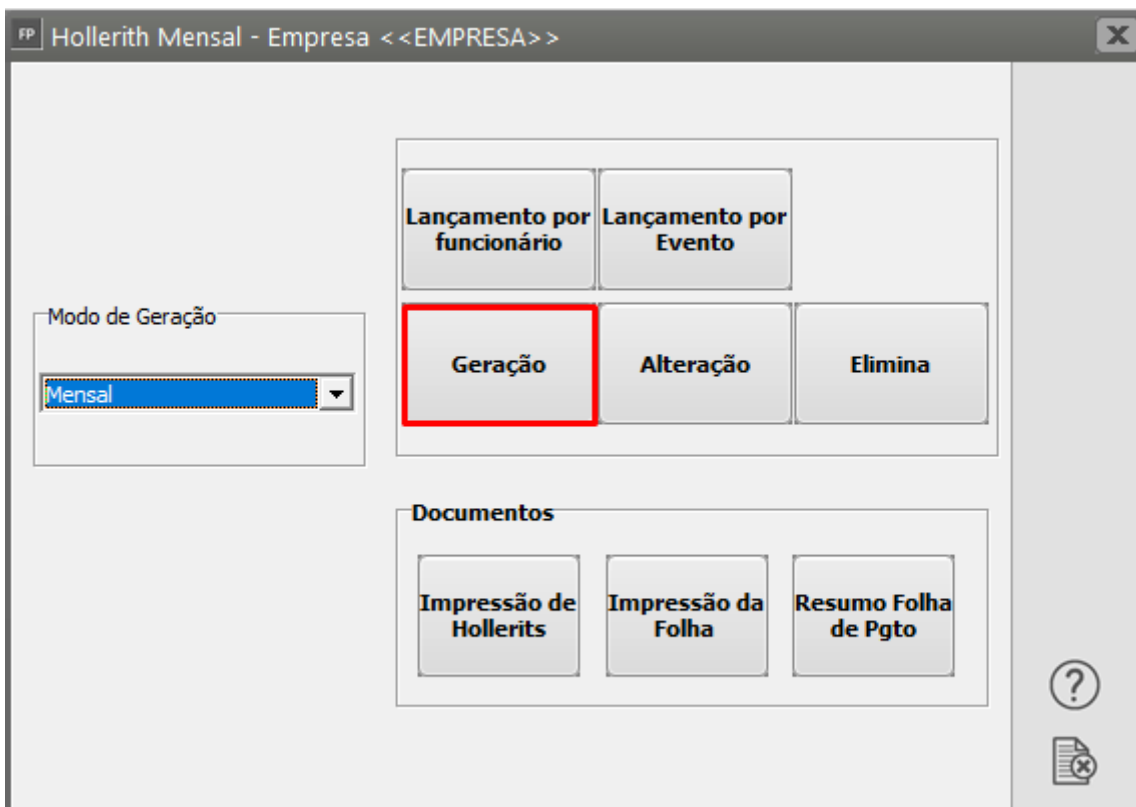 FP Hollerith Mensal - Empresa <<EMPRESA>>
Lançamento por
funcionário
Lançamento por
Evento
Modo de Geração
Mensal
Geração
Alteração
Elimina
Documentos
Impressão de
Hollerits
Impressão da
Folha
Resumo Folha
de Pgto
?